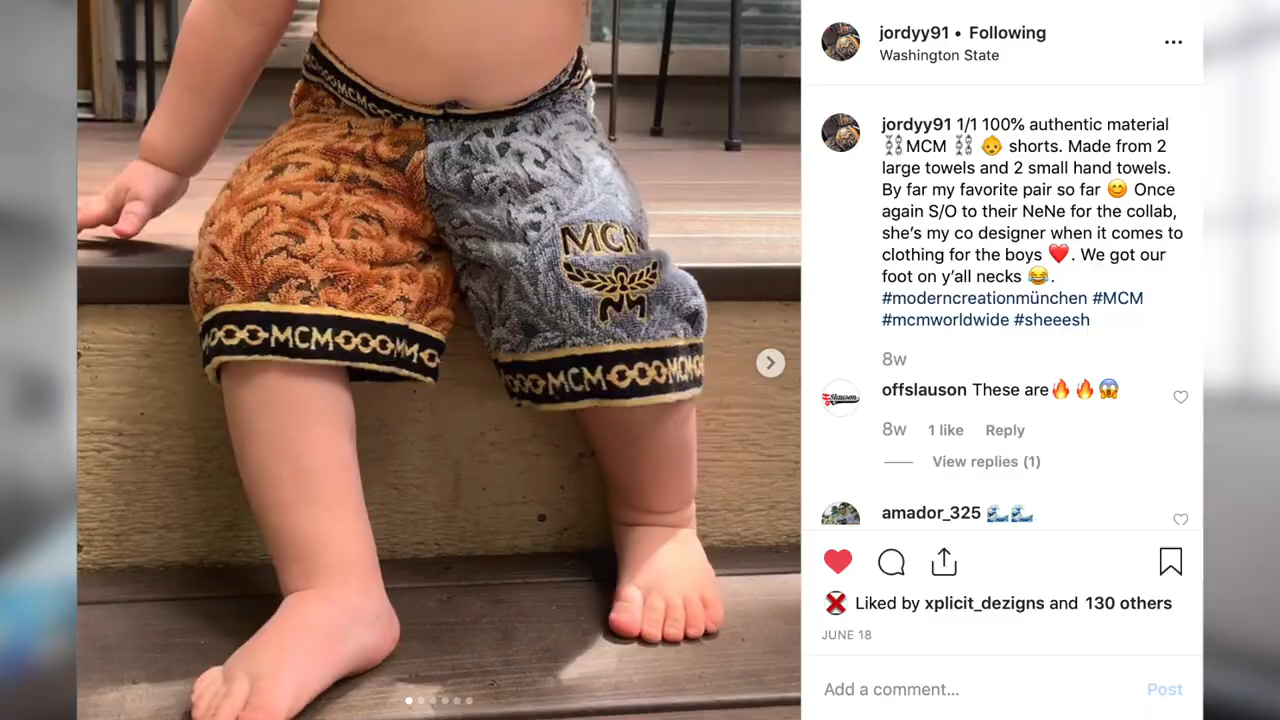 jordyy91 • Following
Washington State
jordyy91 1/1 100% authentic material
⛓MCM ⛓ 👶 shorts. Made from 2
large towels and 2 small hand towels.
By far my favorite pair so far 😊 Once
again S/O to their NeNe for the collab,
she’s my co designer when it comes to
clothing for the boys ❤️. We got our
foot on y’all necks 😂.
#moderncreationmünchen #MCM
#mcmworldwide #sheeesh
8w
offslauson These are🔥🔥😱
8w 1 like Reply
View replies (1)
amador_325 🌊🌊
Liked by xplicit_dezigns and 130 others
JUNE 18
Add a comment... Post
MCM
MCM
MCM
MCM
MCM MCM
Slauson